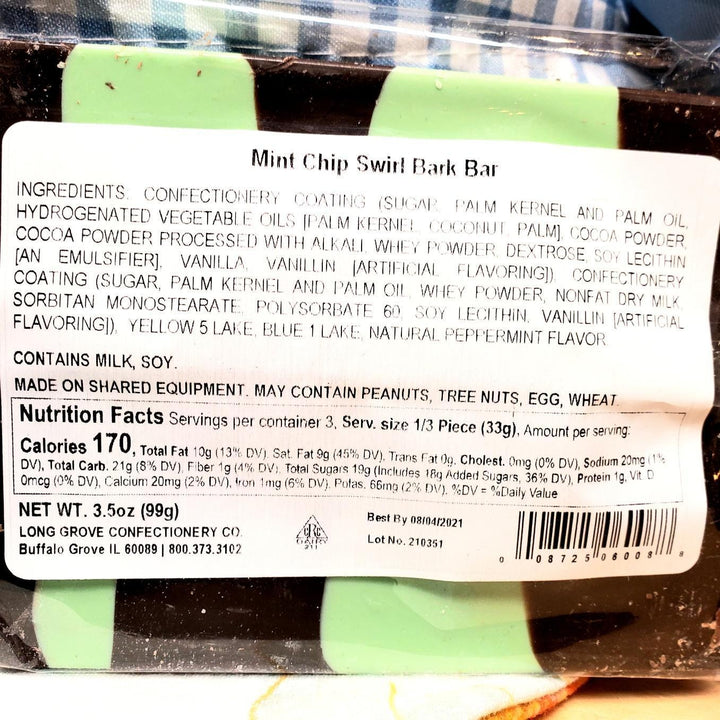 Mint Chip Swirl Bark Bar
INGREDIENTS: CONFECTIONERY COATING (SUGAR, PALM KERNEL AND PALM OIL,
HYDROGENATED VEGETABLE OILS [PALM KERNEL, COCONUT, PALM], COCOA POWDER,
COCOA POWDER PROCESSED WITH ALKALI, WHEY POWDER, DEXTROSE, SOY LECITHIN
[AN EMULSIFIER], VANILLA, VANILLIN [ARTIFICIAL FLAVORING]), CONFECTIONERY
COATING (SUGAR, PALM KERNEL AND PALM OIL, WHEY POWDER, NONFAT DRY MILK,
SORBITAN MONOSTEARATE, POLYSORBATE 60, SOY LECITHIN, VANILLIN [ARTIFICIAL
FLAVORING]), YELLOW 5 LAKE, BLUE 1 LAKE, NATURAL PEPPERMINT FLAVOR
CONTAINS MILK, SOY.
MADE ON SHARED EQUIPMENT. MAY CONTAIN PEANUTS, TREE NUTS, EGG, WHEAT.
Nutrition Facts Servings per container 3, Serv. size 1/3 Piece (33g), Amount per serving:
Calories 170, Total Fat 10g (13% DV), Sat. Fat 9g (45% DV), Trans Fat 0g, Cholest. 0mg (0% DV), Sodium 20mg (1%
DV), Total Carb. 21g (8% DV), Fiber 1g (4% DV), Total Sugars 19g (Includes 18g Added Sugars, 36% DV), Protein 1g, Vit. D
0mcg (0% DV), Calcium 20mg (2% DV), Iron 1mg (6% DV), Potas. 66mg (2% DV). %DV = %Daily Value
NET WT. 3.5oz (99g)
LONG GROVE CONFECTIONERY CO.
Buffalo Grove IL 60089 | 800.373.3102
cRc
DAIRY
211
Best By 08/04/2021
Lot No. 210351
0 08725 06008 8